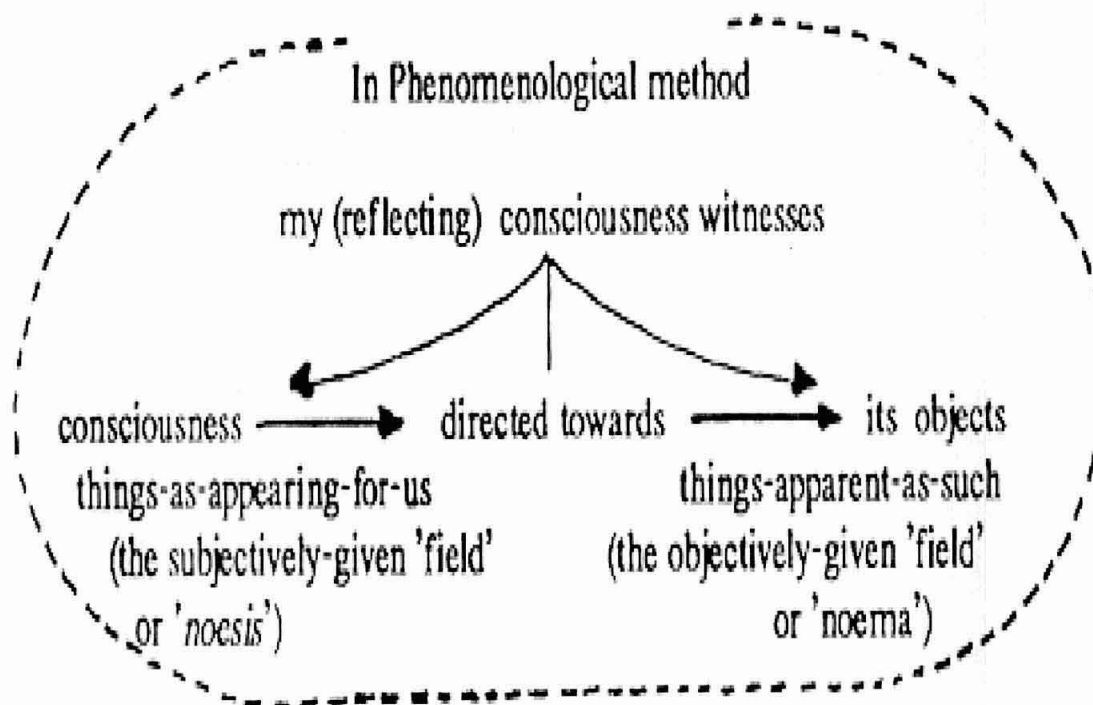 In Phenomenological method
my (reflecting) consciousness witnesses
consciousness directed towards its objects
things-as-appearing-for-us things-apparent-as-such
(the subjectively-given 'field' (the objectively-given 'field'
or 'noesis') or 'noema')